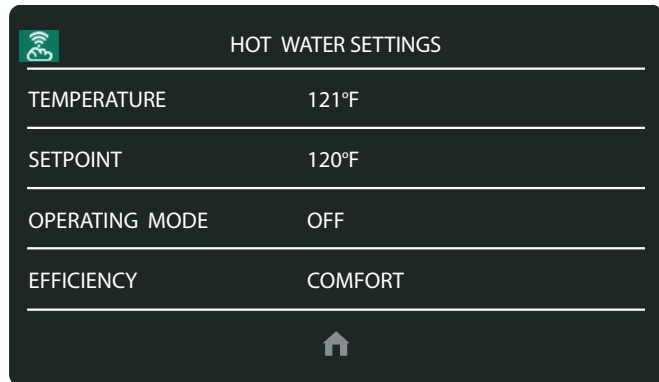 HOT WATER SETTINGS
TEMPERATURE 121°F
SETPOINT 120°F
OPERATING MODE OFF
EFFICIENCY COMFORT